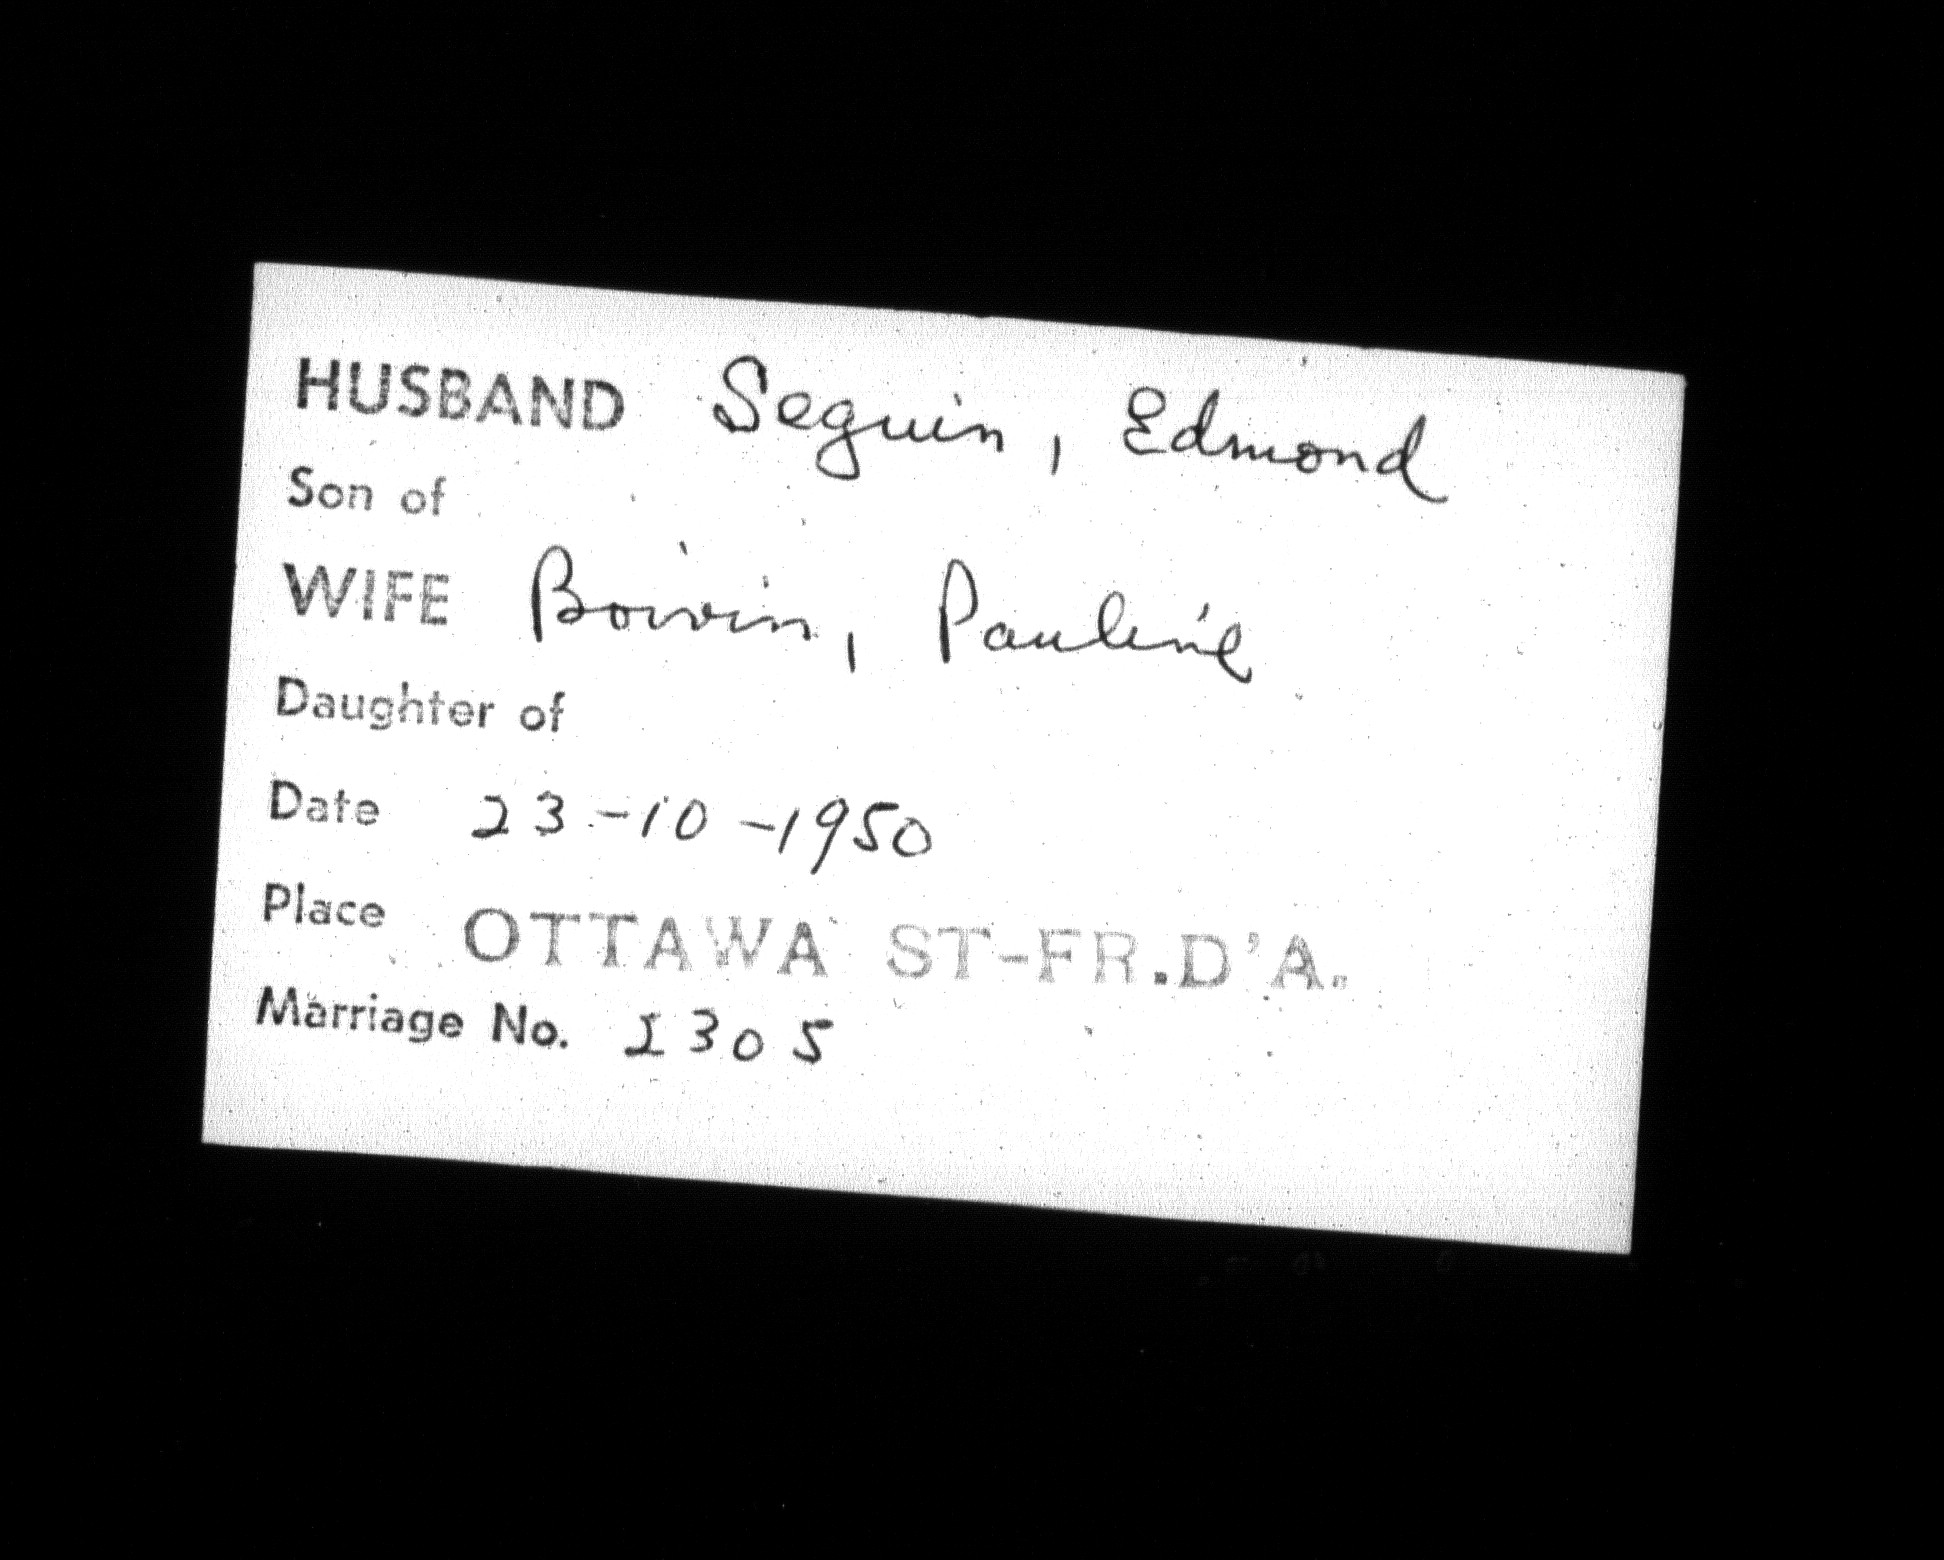 HUSBAND Seguin, Edmond
Son of
WIFE Boivin, Pauline
Daughter of
Date 23-10-1950
Place OTTAWA ST-FR.D'A.
Marriage No. I305